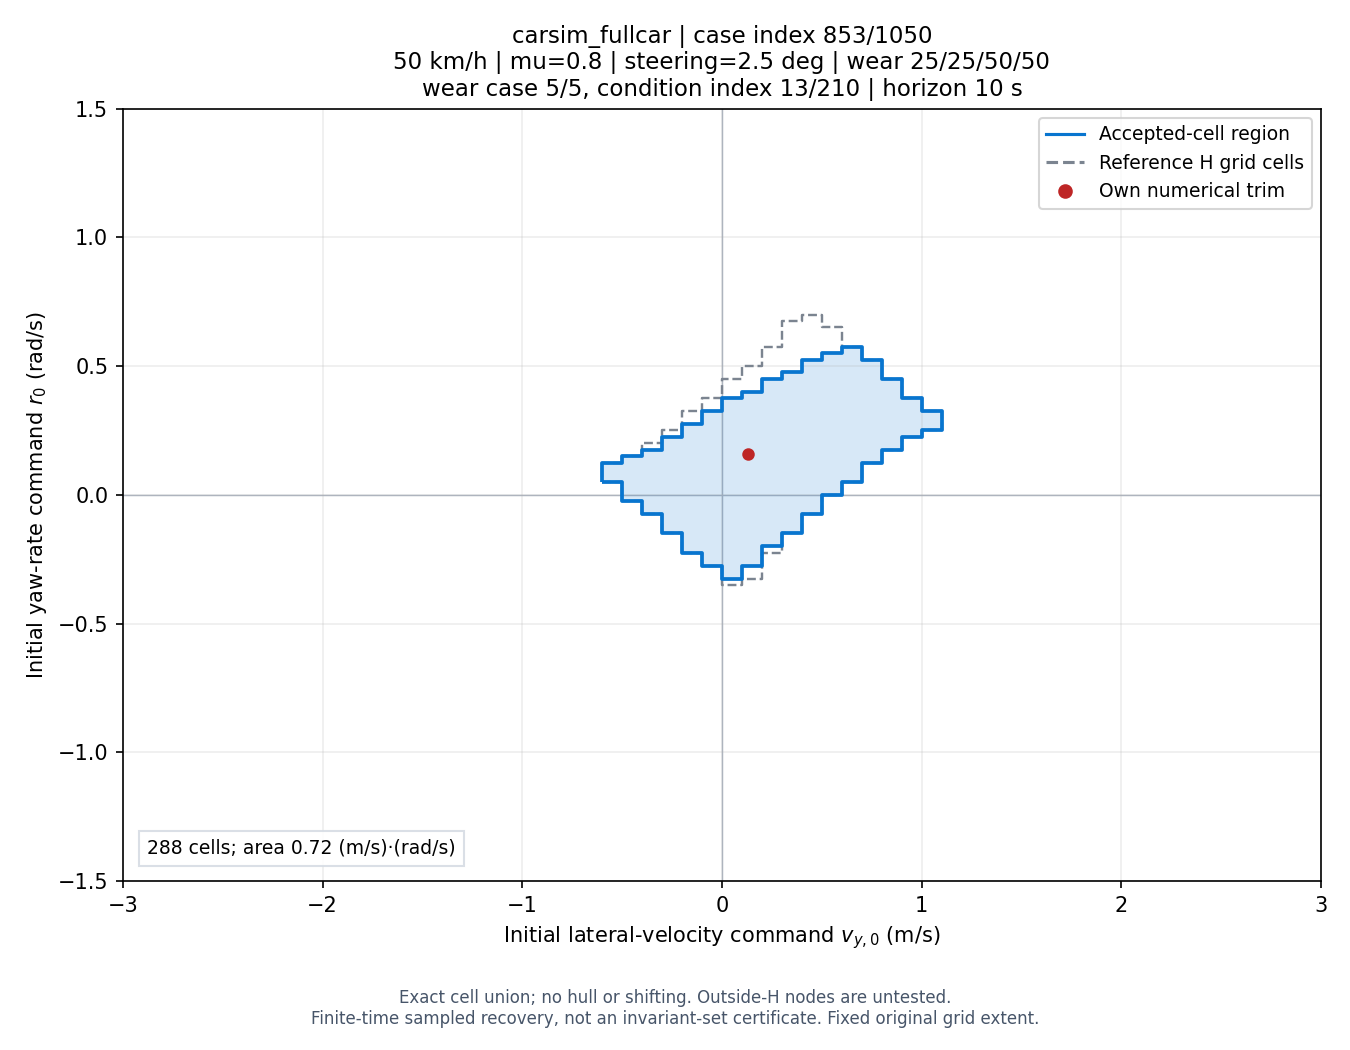 carsim_fullcar | case index 853/1050
50 km/h | mu=0.8 | steering=2.5 deg | wear 25/25/50/50
wear case 5/5, condition index 13/210 | horizon 10 s
Accepted-cell region
Reference H grid cells
Own numerical trim
1.5
1.0
0.5
0.0
−0.5
−1.0
−1.5
Initial yaw-rate command r₀ (rad/s)
288 cells; area 0.72 (m/s)·(rad/s)
−3
−2
−1
0
1
2
3
Initial lateral-velocity command v_{y,0} (m/s)
Exact cell union; no hull or shifting. Outside-H nodes are untested.
Finite-time sampled recovery, not an invariant-set certificate. Fixed original grid extent.